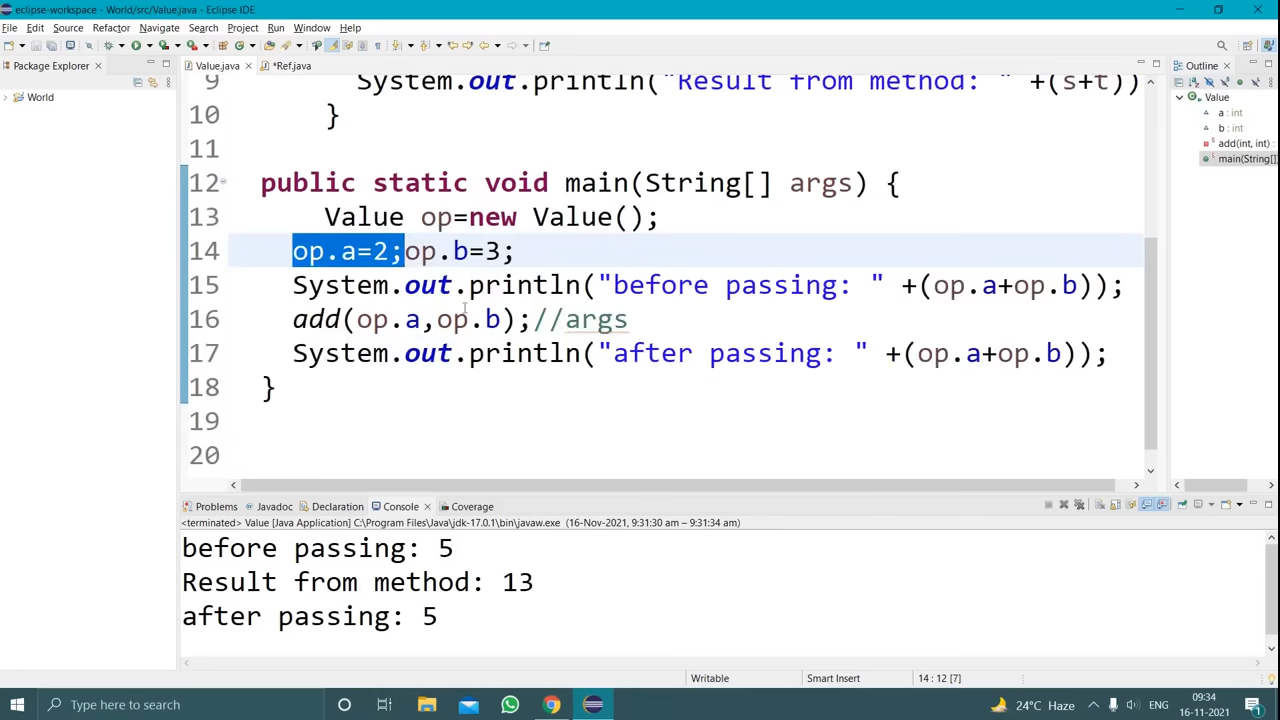 eclipse-workspace - World/src/Value.java - Eclipse IDE
File Edit Source Refactor Navigate Search Project Run Window Help
Package Explorer
Value.java *Ref.java
Outline
World
Value
a : int
b : int
add(int, int) :
main(String[]
9 System.out.println("Result from method: " +(s+t))
10 }
11
12 public static void main(String[] args) {
13 Value op=new Value();
14 op.a=2;op.b=3;
15 System.out.println("before passing: " +(op.a+op.b));
16 add(op.a,op.b);//args
17 System.out.println("after passing: " +(op.a+op.b));
18 }
19
20
Problems Javadoc Declaration Console Coverage
<terminated> Value [Java Application] C:\Program Files\Java\jdk-17.0.1\bin\javaw.exe (16-Nov-2021, 9:31:30 am – 9:31:34 am)
before passing: 5
Result from method: 13
after passing: 5
Writable Smart Insert 14 : 12 [7]
Type here to search
24°C Haze ENG 09:34
16-11-2021 1